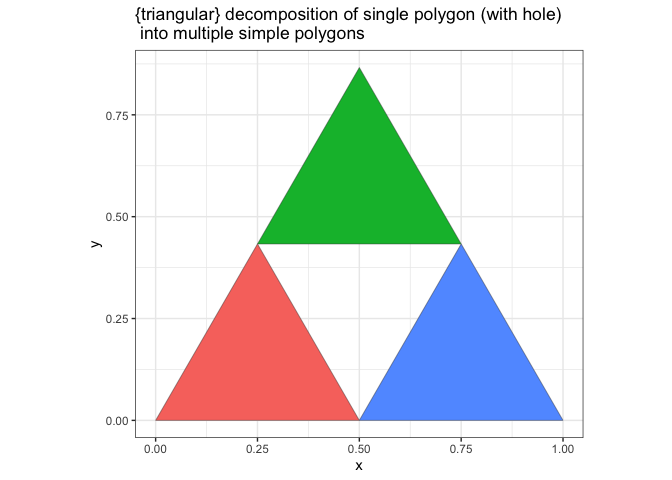 {triangular} decomposition of single polygon (with hole)
into multiple simple polygons
0.75
0.50
0.25
0.00
y
0.00 0.25 0.50 0.75 1.00
x